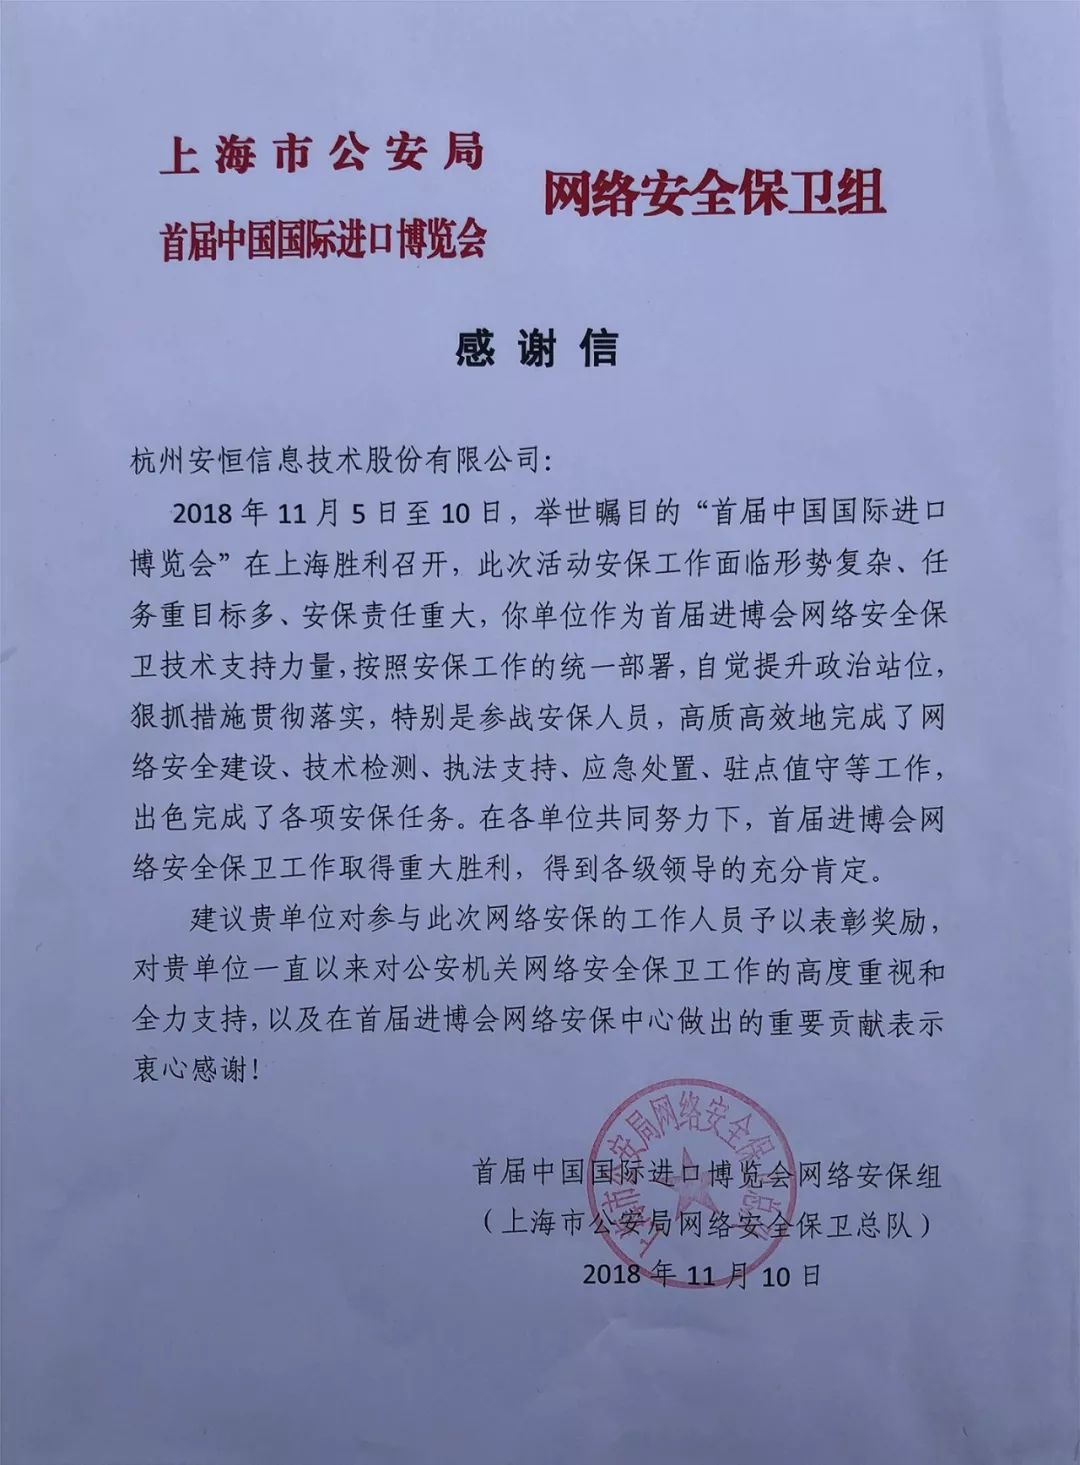 上海市公安局
首届中国国际进口博览会
网络安全保卫组
感谢信
杭州安恒信息技术股份有限公司：
2018年11月5日至10日，举世瞩目的“首届中国国际进口
博览会”在上海胜利召开，此次活动安保工作面临形势复杂、任
务重目标多、安保责任重大，你单位作为首届进博会网络安全保
卫技术支持力量，按照安保工作的统一部署，自觉提升政治站位，
狠抓措施贯彻落实，特别是参战安保人员，高质高效地完成了网
络安全建设、技术检测、执法支持、应急处置、驻点值守等工作，
出色完成了各项安保任务。在各单位共同努力下，首届进博会网
络安全保卫工作取得重大胜利，得到各级领导的充分肯定。
建议贵单位对参与此次网络安保的工作人员予以表彰奖励，
对贵单位一直以来对公安机关网络安全保卫工作的高度重视和
全力支持，以及在首届进博会网络安保中心做出的重要贡献表示
衷心感谢！
首届中国国际进口博览会网络安保组
（上海市公安局网络安全保卫总队）
2018年11月10日
上海市公安局网络安全保卫总队